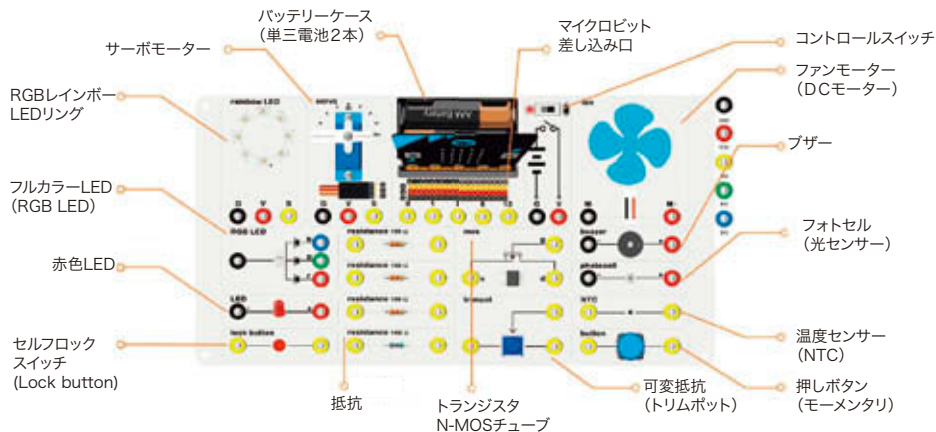 バッテリーケース
（単三電池2本）
マイクロビット
差し込み口
サーボモーター
コントロールスイッチ
ファンモーター
（DCモーター）
RGBレインボー
LEDリング
ブザー
フルカラーLED
（RGB LED）
フォトセル
（光センサー）
赤色LED
温度センサー
（NTC）
セルフロック
スイッチ
(Lock button)
抵抗
トランジスタ
N-MOSチューブ
可変抵抗
（トリムポット）
押しボタン
（モーメンタリ）
rainbow LED
servo
AA Battery
RGB LED
LED
lock button
resistance
resistance
resistance
resistance
mos
buzzer
photocell
NTC
button